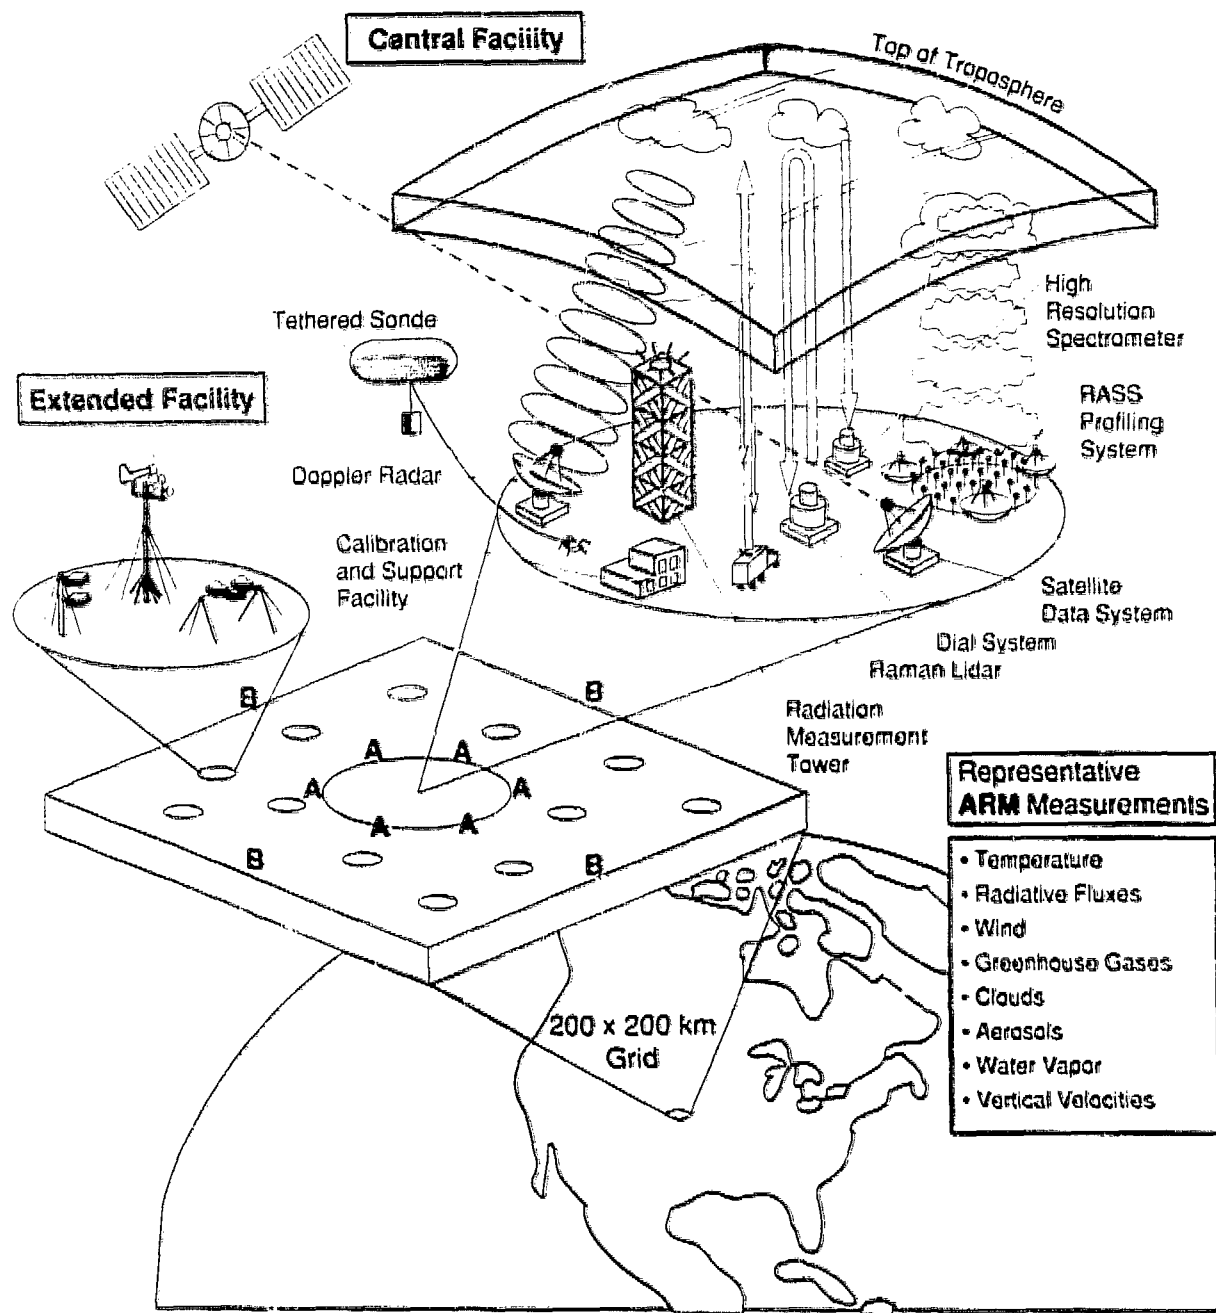 Central Facility
Top of Troposphere
Tethered Sonde
High
Resolution
Spectrometer
Extended Facility
RASS
Profiling
System
Doppler Radar
Calibration
and Support
Facility
Satellite
Data System
Dial System
Raman Lidar
Radiation
Measurement
Tower
B
B
A
A
A
A
A
A
B
B
Representative
ARM Measurements
• Temperature
• Radiative Fluxes
• Wind
• Greenhouse Gases
• Clouds
• Aerosols
• Water Vapor
• Vertical Velocities
200 x 200 km
Grid